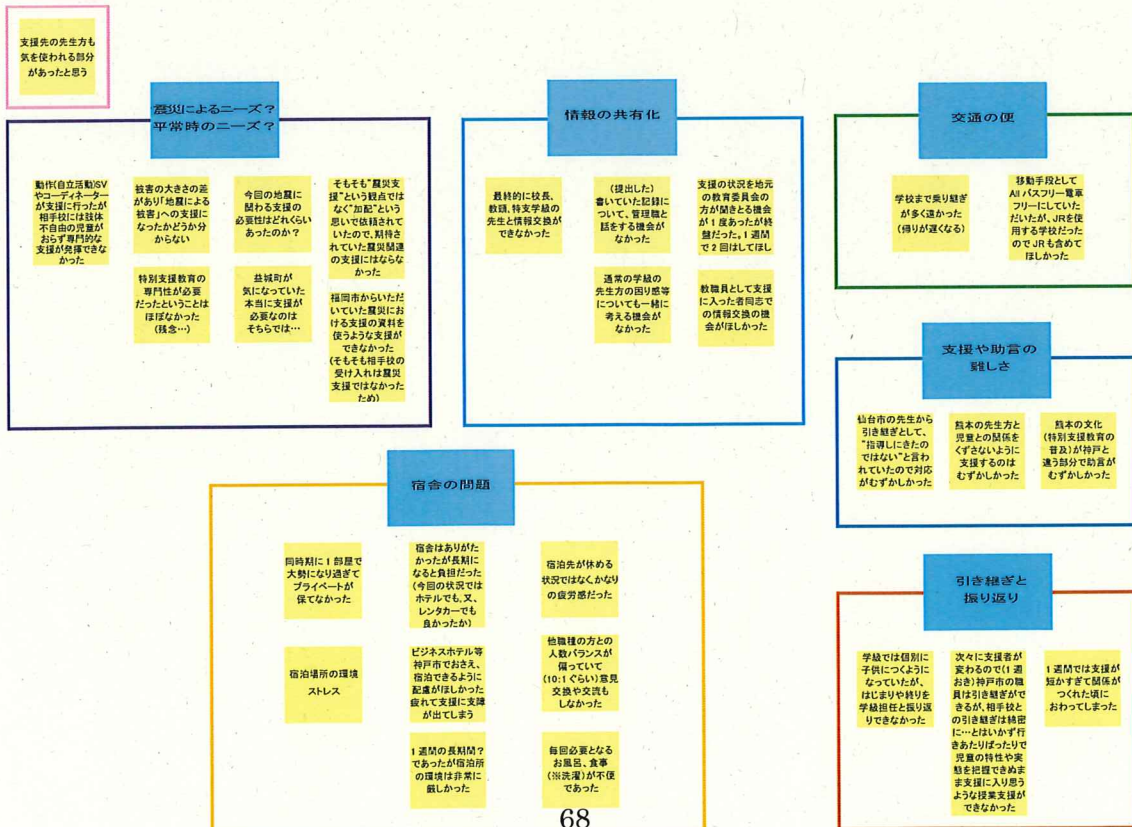 支援先の先生方も
気を使われる部分
があったと思う
震災によるニーズ?
平常時のニーズ?
動作(自立活動)SV
やコーディネーター
が支援に行ったが
相手校には肢体
不自由の児童が
おらず専門的な
支援が発揮できな
かった
被害の大きさの差
があり「地震による
被害」への支援に
なったかどうか分
からない
今回の地震に
関わる支援の
必要性はどれくらい
あったのか?
そもそも"震災支
援"という観点では
なく"加配"という
思いで依頼されて
いたので、期待さ
れていた震災関連
の支援にはならな
かった
特別支援教育の
専門性が必要
だったということは
ほぼなかった
(残念…)
益城町が
気になっていた
本当に支援が
必要なのは
そちらでは…
福岡市からいただ
いていた震災にお
ける支援の資料を
使うような支援が
できなかった
(そもそも相手校の
受け入れは震災
支援ではなかった
ため)
情報の共有化
最終的に校長、
教頭、特支学級の
先生と情報交換が
できなかった
(提出した)
書いていた記録に
ついて、管理職と
話をする機会が
なかった
支援の状況を地元
の教育委員会の
方が聞きとる機会
が1度あったが終
盤だった。1週間
で2回はしてほし
い
通常の学級の
先生方の困り感等
についても一緒に
考える機会が
なかった
教職員として支援
に入った者同志で
の情報交換の機
会がほしかった
交通の便
学校まで乗り継ぎ
が多く遠かった
(帰りが遅くなる)
移動手段として
Allバスフリー電車
フリーにしていた
だいたが、JRを使
用する学校だった
のでJRも含めて
ほしかった
支援や助言の
難しさ
仙台市の先生から
引き継ぎとして、
"指導しにきたの
ではない"と言わ
れていたので対応
がむずかしかった
熊本の先生方と
児童との関係を
くずさないように
支援するのは
むずかしかった
熊本の文化
(特別支援教育の
普及)が神戸と
違う部分で助言が
むずかしかった
宿舎の問題
同時期に1部屋で
大勢になり過ぎて
プライベートが
保てなかった
宿舎はありがた
かったが長期に
なると負担だった
(今回の状況では
ホテルでも、又、
レンタカーでも
良かったか)
宿泊先が休める
状況ではなくかなり
の疲労感だった
宿泊場所の環境
ストレス
ビジネスホテル等
神戸市でおさえ、
宿泊できるように
配慮がほしかった
疲れて支援に支障
が出てしまう
他職種の方との
人数バランスが
偏っていて
(10:1ぐらい)意見
交換や交流も
しなかった
1週間の長期間?
であったが宿泊所
の環境は非常に
厳しかった
毎回必要となる
お風呂、食事
(※洗濯)が不便
であった
引き継ぎと
振り返り
学級では個別に
子供につくように
なっていたが、
はじまりや終りを
学級担任と振り返
りできなかった
次々に支援者が
変わるので(1週
おき)神戸市の職
員は引き継ぎがで
きるが、相手校と
の引き継ぎは綿密
に…とはいかず行
きあたりばったりで
児童の特性や実
態を把握できぬま
ま支援に入り思う
ような授業支援が
できなかった
1週間では支援が
短かすぎて関係が
つくれた頃に
おわってしまった
68